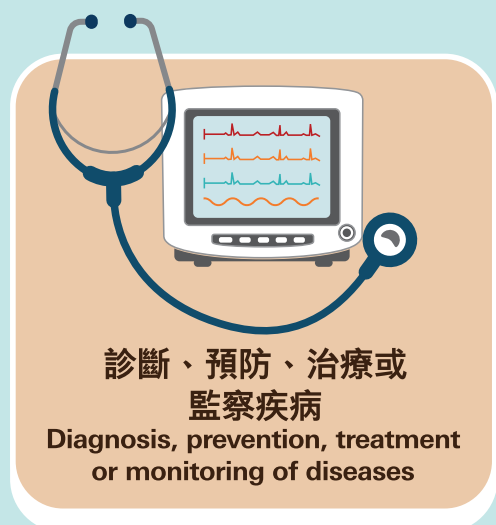 診斷、預防、治療或
監察疾病
Diagnosis, prevention, treatment
or monitoring of diseases